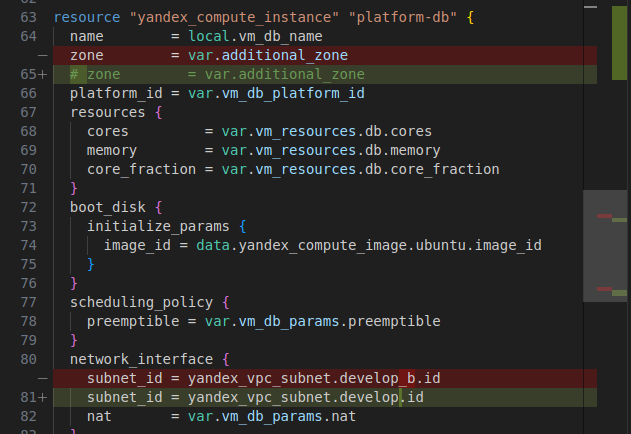 63 resource "yandex_compute_instance" "platform-db" {
64 name = local.vm_db_name
— zone = var.additional_zone
65+ # zone = var.additional_zone
66 platform_id = var.vm_db_platform_id
67 resources {
68 cores = var.vm_resources.db.cores
69 memory = var.vm_resources.db.memory
70 core_fraction = var.vm_resources.db.core_fraction
71 }
72 boot_disk {
73 initialize_params {
74 image_id = data.yandex_compute_image.ubuntu.image_id
75 }
76 }
77 scheduling_policy {
78 preemptible = var.vm_db_params.preemptible
79 }
80 network_interface {
— subnet_id = yandex_vpc_subnet.develop_b.id
81+ subnet_id = yandex_vpc_subnet.develop.id
82 nat = var.vm_db_params.nat